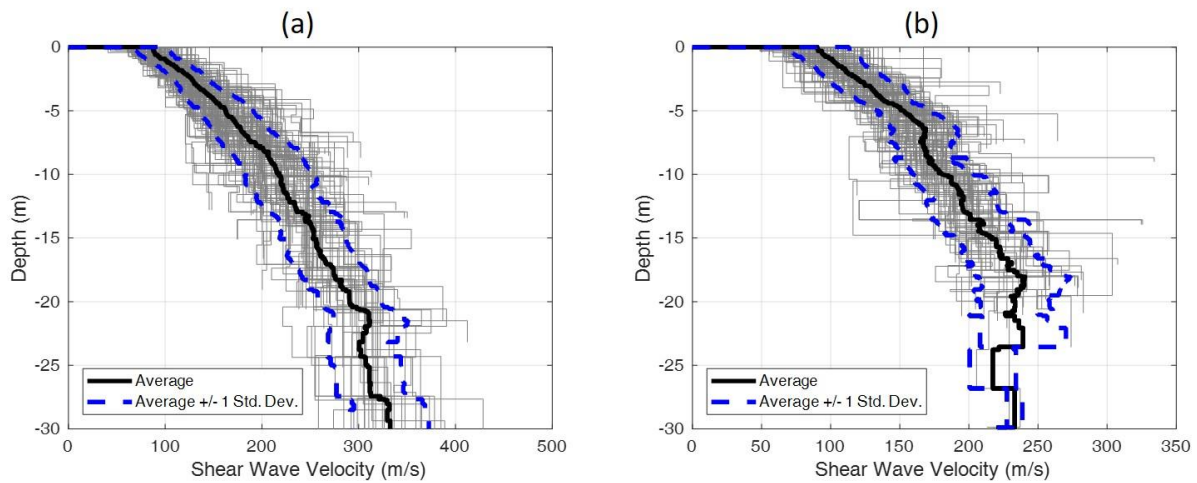 (a)
0
-5
-10
-15
-20
-25
-30
Depth (m)
Average
Average +/- 1 Std. Dev.
0 100 200 300 400 500
Shear Wave Velocity (m/s)
(b)
0
-5
-10
-15
-20
-25
-30
Depth (m)
Average
Average +/- 1 Std. Dev.
0 50 100 150 200 250 300 350
Shear Wave Velocity (m/s)